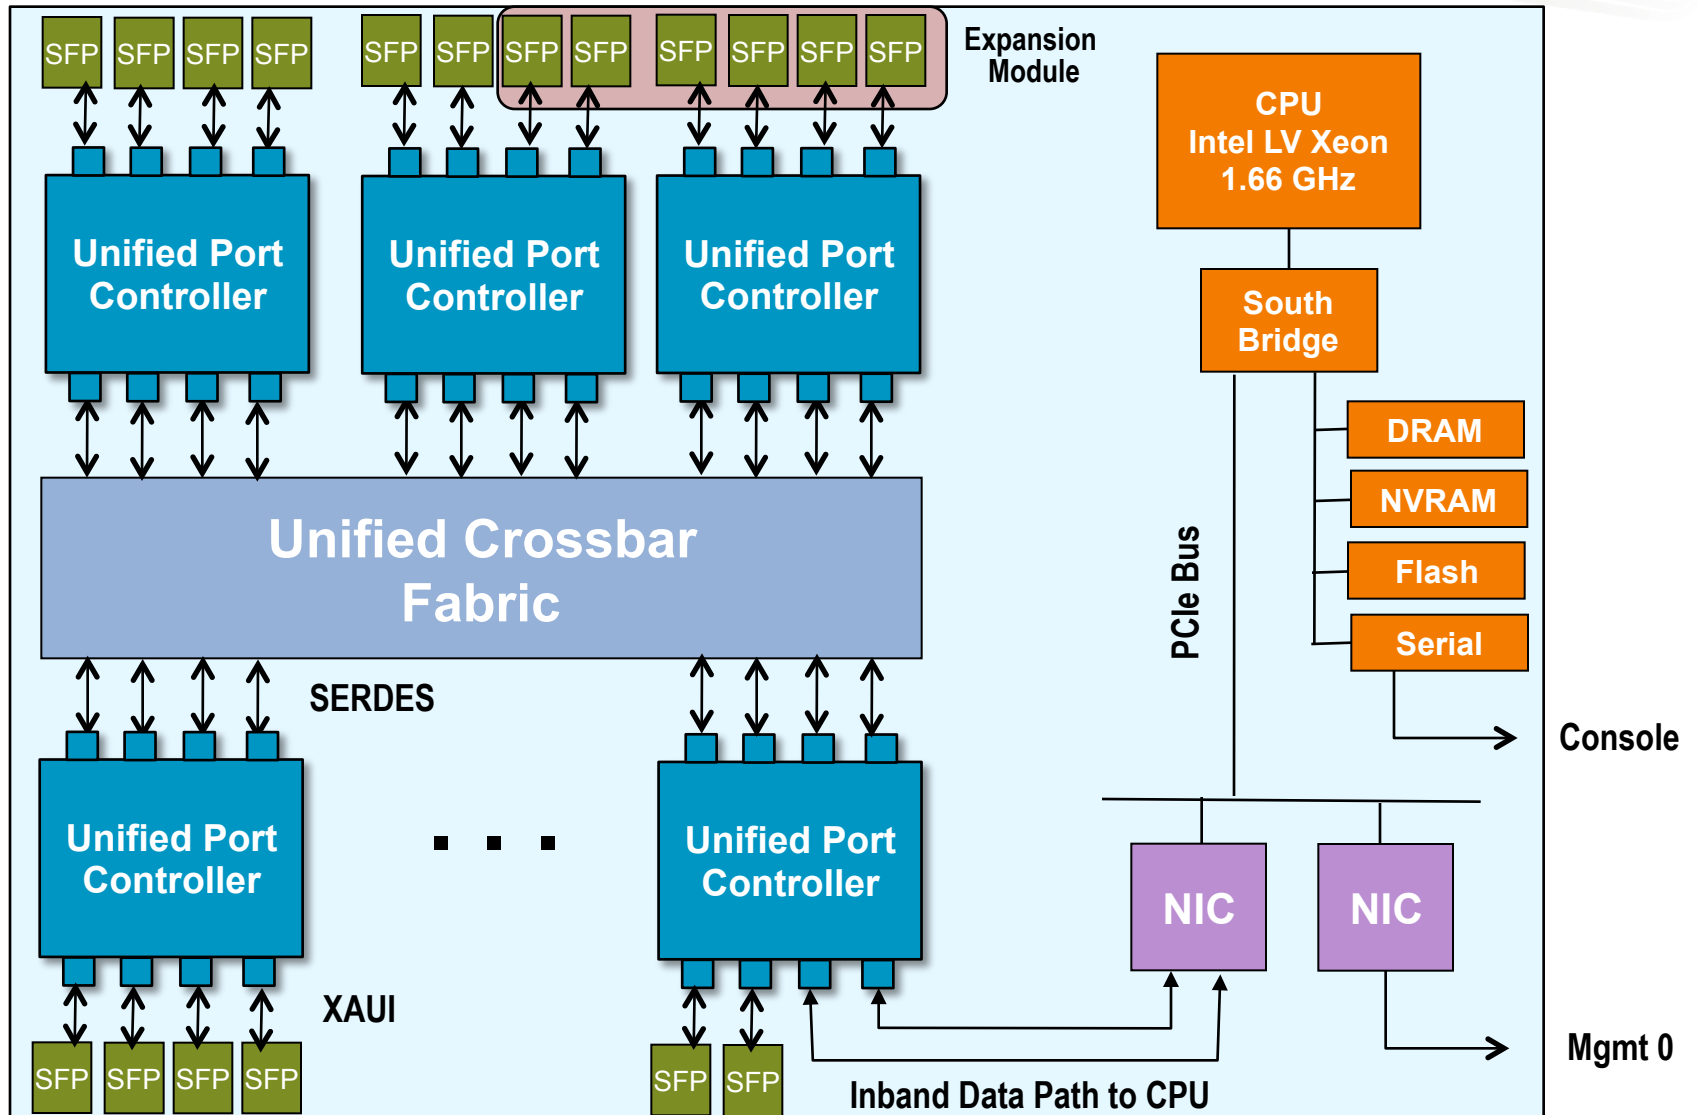 SFP SFP SFP SFP SFP SFP SFP SFP SFP SFP SFP SFP
Expansion
Module
CPU
Intel LV Xeon
1.66 GHz
Unified Port
Controller
Unified Port
Controller
Unified Port
Controller
South
Bridge
DRAM
NVRAM
Flash
Serial
Unified Crossbar
Fabric
PCIe Bus
SERDES
Console
Unified Port
Controller
. . .
Unified Port
Controller
NIC
NIC
XAUI
Mgmt 0
SFP SFP SFP SFP SFP SFP
Inband Data Path to CPU